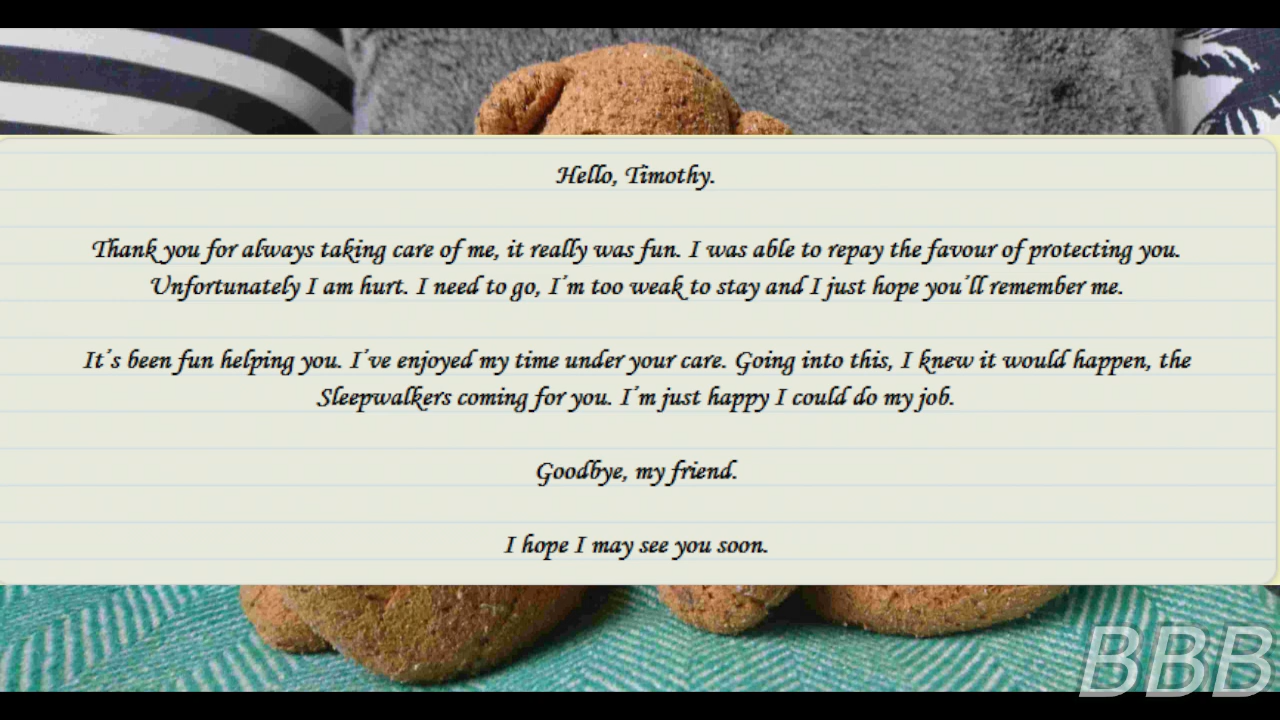 Hello, Timothy.
Thank you for always taking care of me, it really was fun. I was able to repay the favour of protecting you.
Unfortunately I am hurt. I need to go, I'm too weak to stay and I just hope you'll remember me.
It's been fun helping you. I've enjoyed my time under your care. Going into this, I knew it would happen, the
Sleepwalkers coming for you. I'm just happy I could do my job.
Goodbye, my friend.
I hope I may see you soon.
BBB